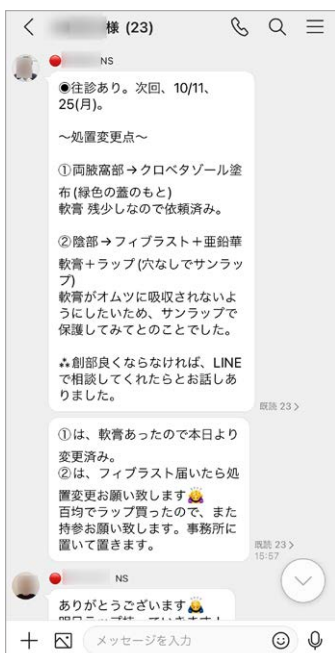 様 (23)
NS
◉往診あり。次回、10/11、
25(月)。
〜処置変更点〜
①両腋窩部→クロベタゾール塗
布(緑色の蓋のもと)
軟膏 残少しなので依頼済み。
②陰部→フィブラスト+亜鉛華
軟膏+ラップ(穴なしでサンラッ
プ)
軟膏がオムツに吸収されないよ
うにしたいため、サンラップで
保護してみてとのことでした。
⁂創部良くならなければ、LINE
で相談してくれたらとお話しあ
りました。
既読 23 >
①は、軟膏あったので本日より
変更済み。
②は、フィブラスト届いたら処
置変更お願い致します🙇
百均でラップ買ったので、また
持参お願い致します。事務所に
置いて置きます。
既読 23 >
15:57
NS
ありがとうございます🙇
明日ラップ持っていきます!
メッセージを入力